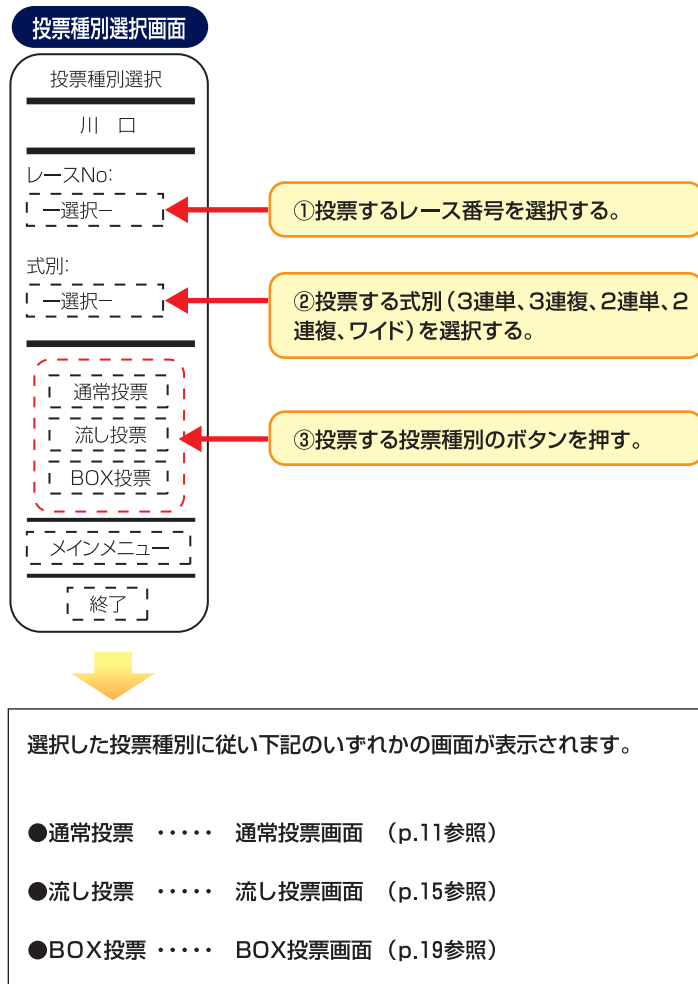 投票種別選択画面
投票種別選択
川　口
レースNo:
ー選択−
①投票するレース番号を選択する。
式別:
ー選択−
②投票する式別（3連単、3連複、2連単、2
連複、ワイド）を選択する。
通常投票
流し投票
BOX投票
③投票する投票種別のボタンを押す。
メインメニュー
終了
選択した投票種別に従い下記のいずれかの画面が表示されます。
●通常投票　・・・・・　通常投票画面　（p.11参照）
●流し投票　・・・・・　流し投票画面　（p.15参照）
●BOX投票 ・・・・・　BOX投票画面　（p.19参照）